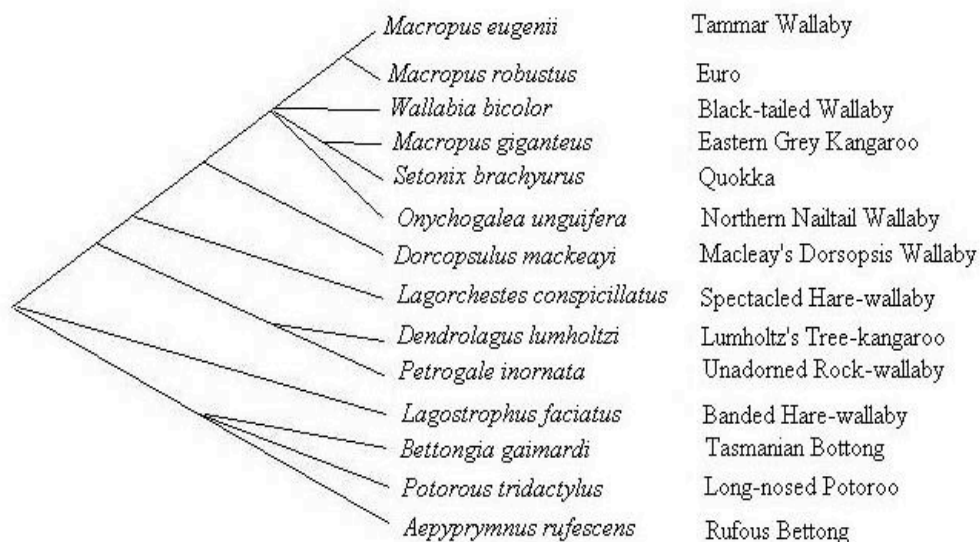 Macropus eugenii Tammar Wallaby
Macropus robustus Euro
Wallabia bicolor Black-tailed Wallaby
Macropus giganteus Eastern Grey Kangaroo
Setonix brachyurus Quokka
Onychogalea unguifera Northern Nailtail Wallaby
Dorcopsulus mackeayi Macleay's Dorsopsis Wallaby
Lagorchestes conspicillatus Spectacled Hare-wallaby
Dendrolagus lumholtzi Lumholtz's Tree-kangaroo
Petrogale inornata Unadorned Rock-wallaby
Lagostrophus faciatus Banded Hare-wallaby
Bettongia gaimardi Tasmanian Bottong
Potorous tridactylus Long-nosed Potoroo
Aepyprymnus rufescens Rufous Bettong